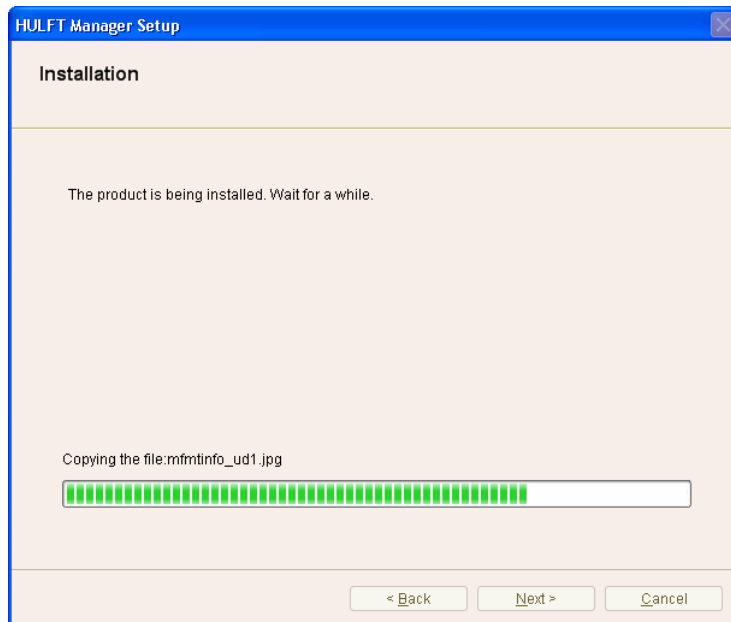 HULFT Manager Setup
Installation
The product is being installed. Wait for a while.
Copying the file:mfmtinfo_ud1.jpg
< Back Next > Cancel